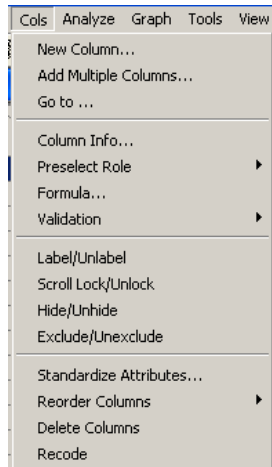 Cols Analyze Graph Tools View
New Column...
Add Multiple Columns...
Go to ...
Column Info...
Preselect Role
Formula...
Validation
Label/Unlabel
Scroll Lock/Unlock
Hide/Unhide
Exclude/Unexclude
Standardize Attributes...
Reorder Columns
Delete Columns
Recode